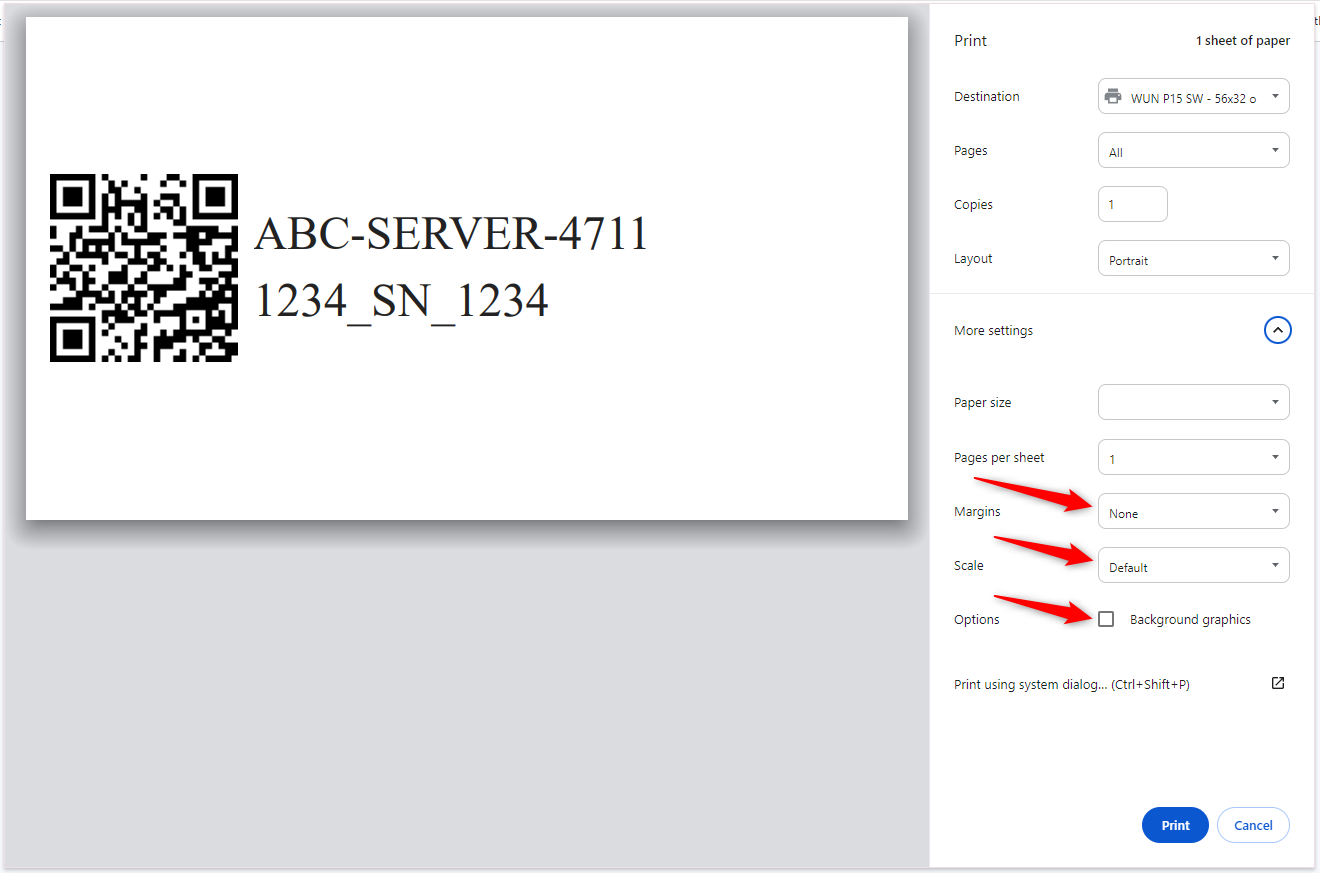 ABC-SERVER-4711
1234_SN_1234
Print
1 sheet of paper
Destination
WUN P15 SW - 56x32 o
Pages
All
Copies
1
Layout
Portrait
More settings
Paper size
Pages per sheet
1
Margins
None
Scale
Default
Options
Background graphics
Print using system dialog... (Ctrl+Shift+P)
Print
Cancel